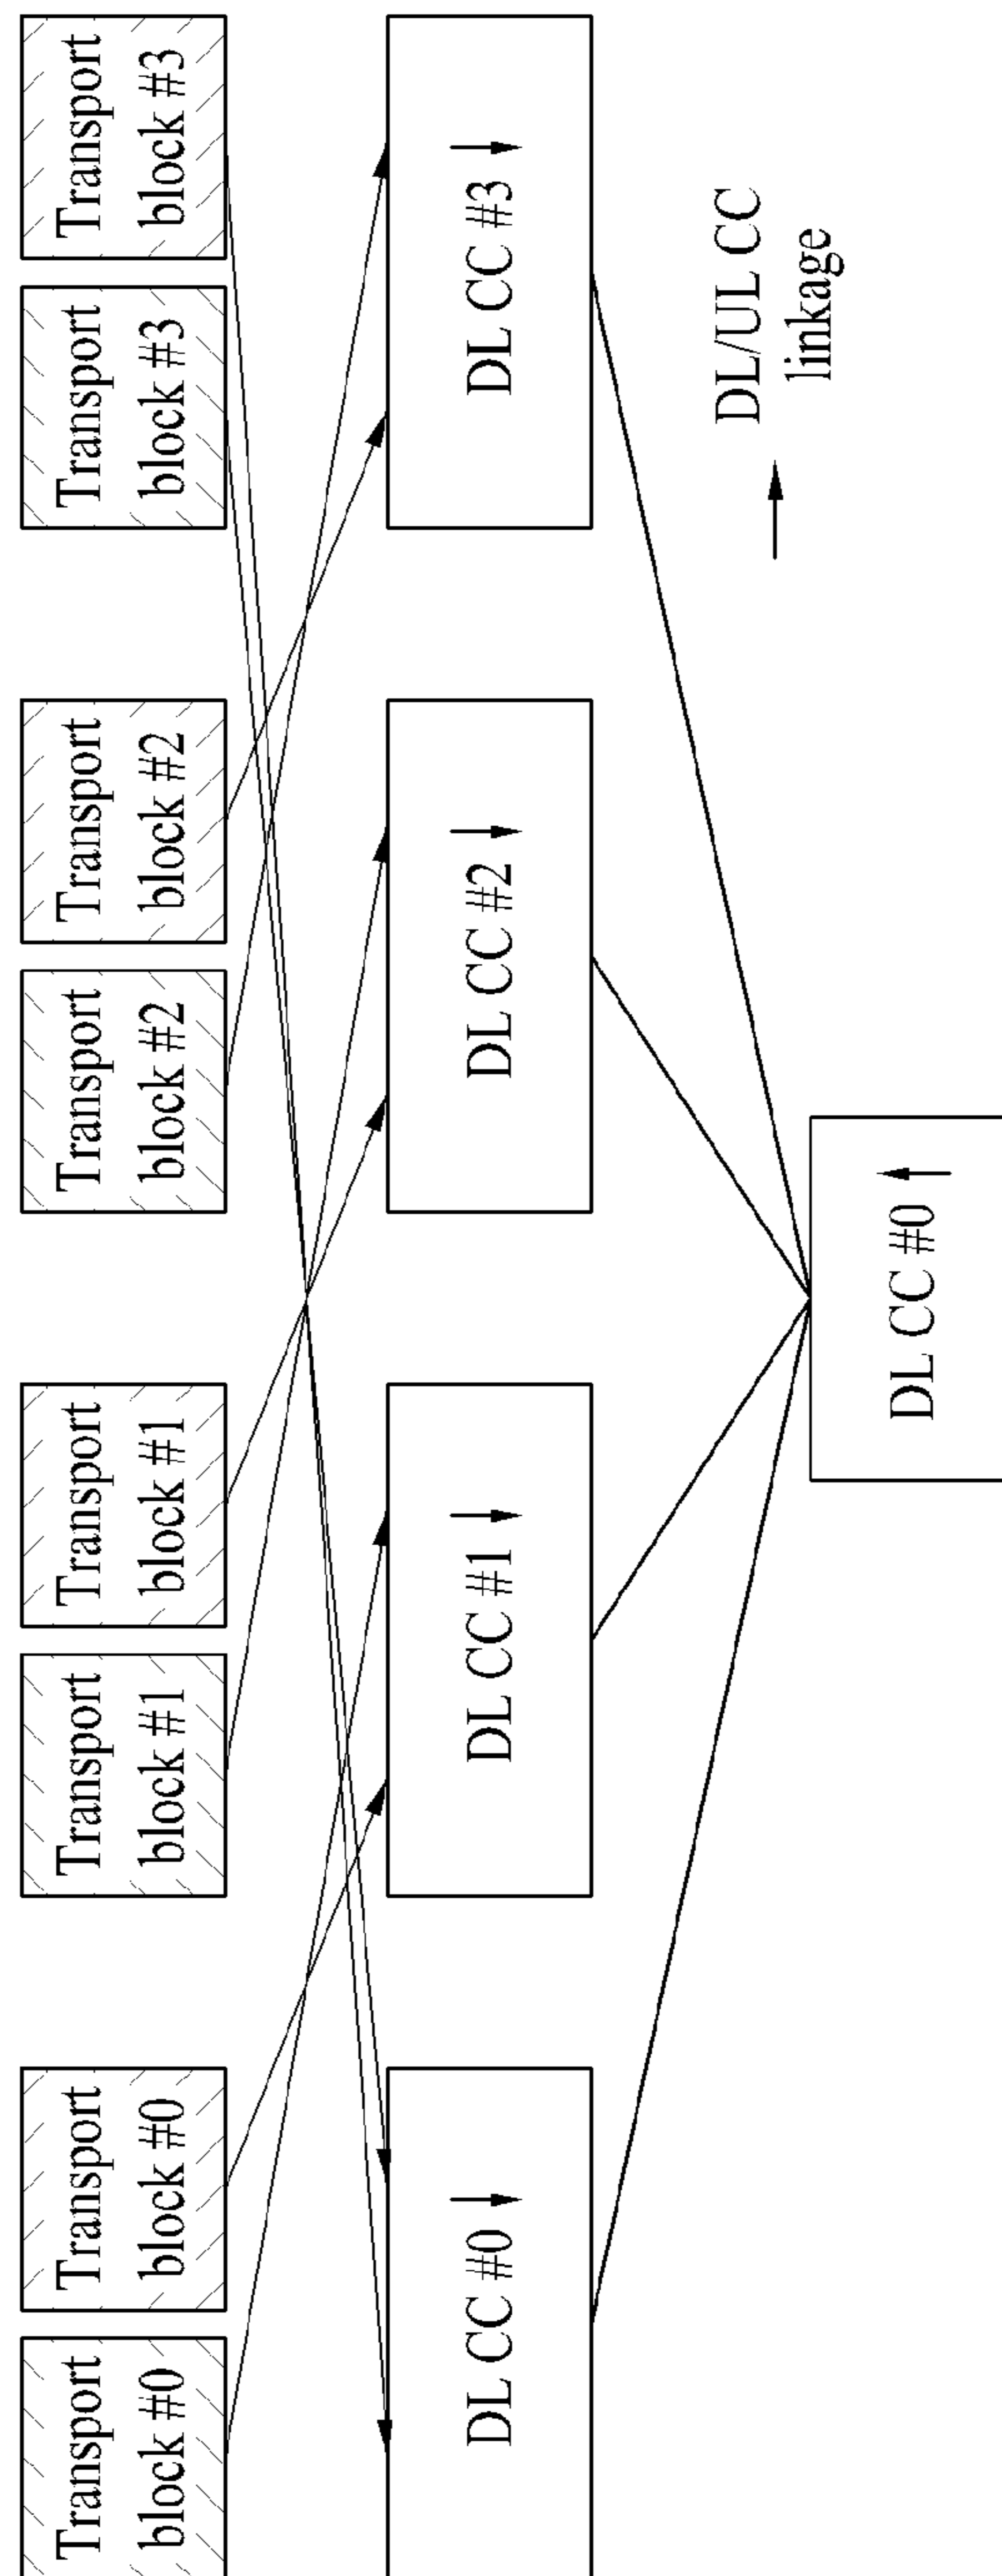 Transport
block #0
Transport
block #0
Transport
block #1
Transport
block #1
Transport
block #2
Transport
block #2
Transport
block #3
Transport
block #3
DL CC #0
DL CC #1
DL CC #2
DL CC #3
DL/UL CC
linkage
DL CC #0